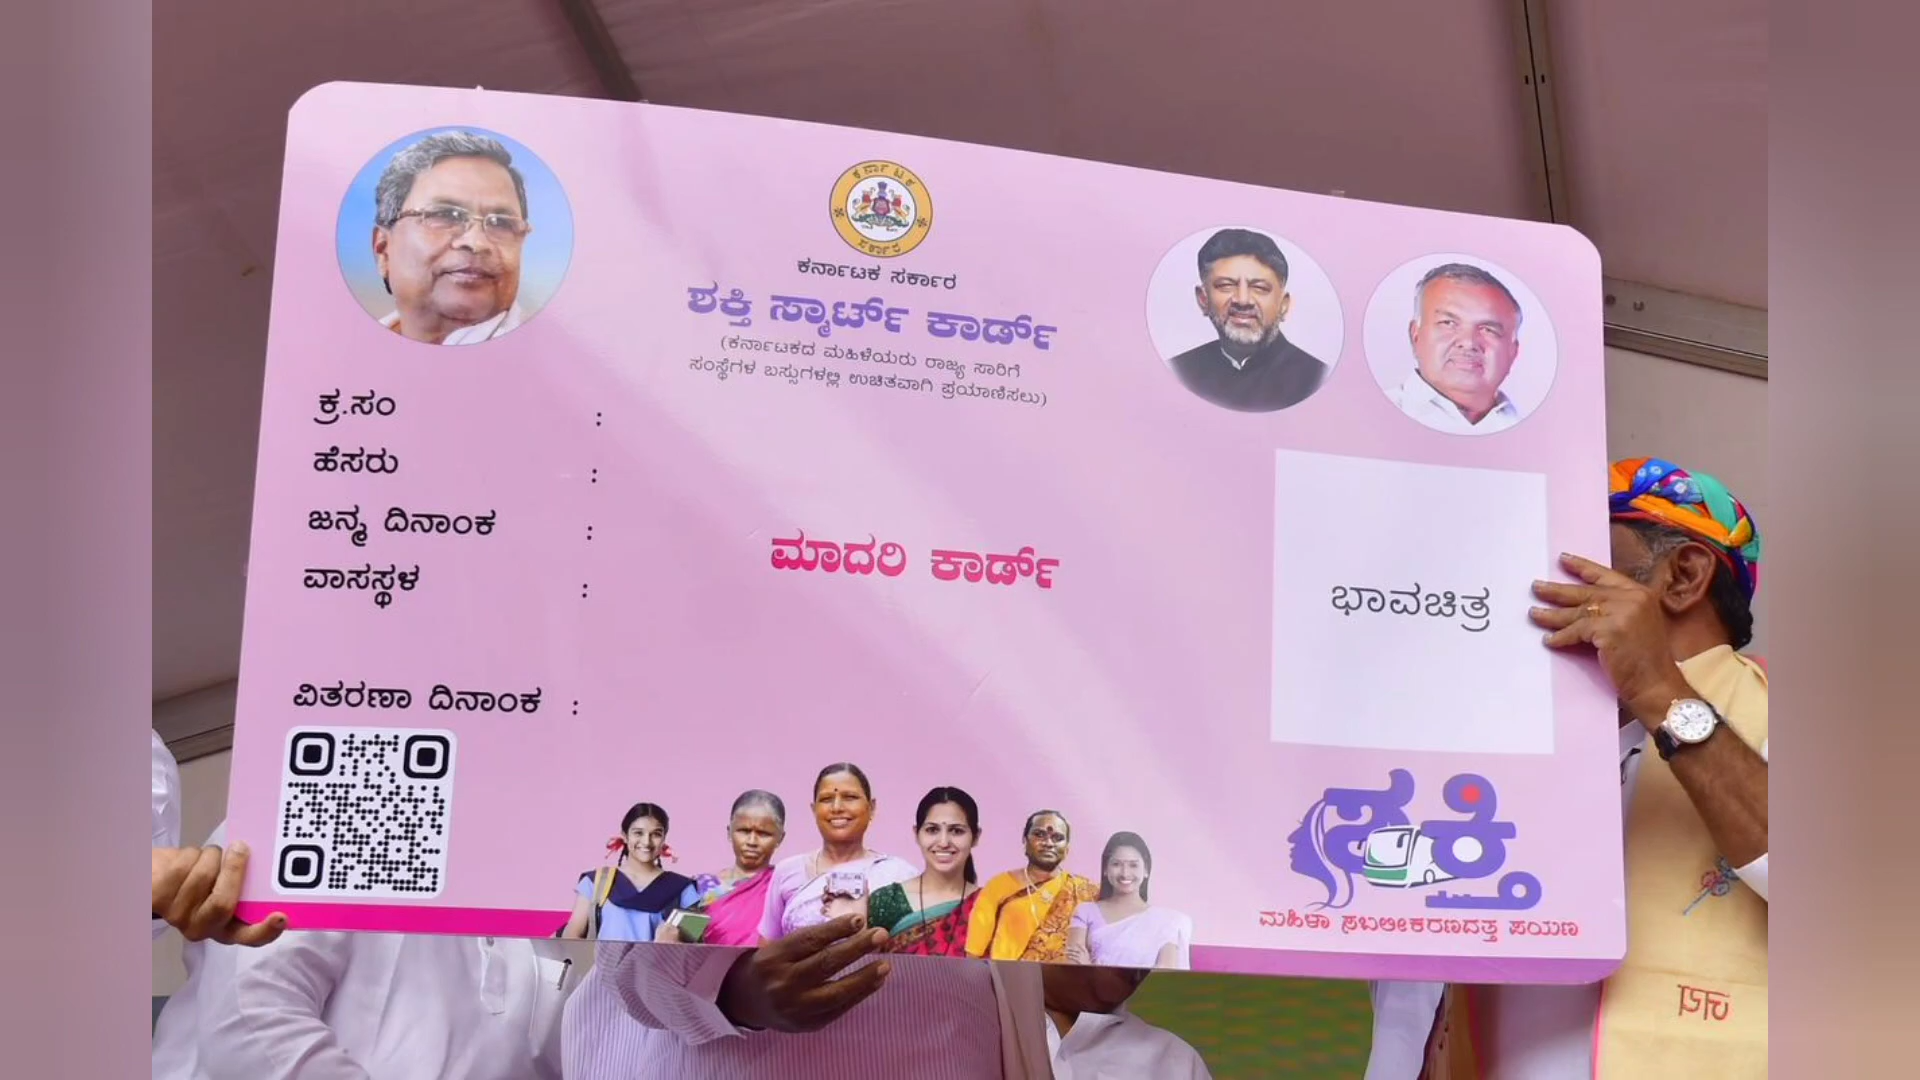 ಕರ್ನಾಟಕ
ಸರ್ಕಾರ
ಕರ್ನಾಟಕ ಸರ್ಕಾರ
ಶಕ್ತಿ ಸ್ಮಾರ್ಟ್ ಕಾರ್ಡ್
(ಕರ್ನಾಟಕದ ಮಹಿಳೆಯರು ರಾಜ್ಯ ಸಾರಿಗೆ
ಸಂಸ್ಥೆಗಳ ಬಸ್ಸುಗಳಲ್ಲಿ ಉಚಿತವಾಗಿ ಪ್ರಯಾಣಿಸಲು)
ಕ್ರ.ಸಂ :
ಹೆಸರು :
ಜನ್ಮ ದಿನಾಂಕ :
ವಾಸಸ್ಥಳ :
ಮಾದರಿ ಕಾರ್ಡ್
ಭಾವಚಿತ್ರ
ವಿತರಣಾ ದಿನಾಂಕ :
ಶಕ್ತಿ
ಮಹಿಳಾ ಸಬಲೀಕರಣದತ್ತ ಪಯಣ